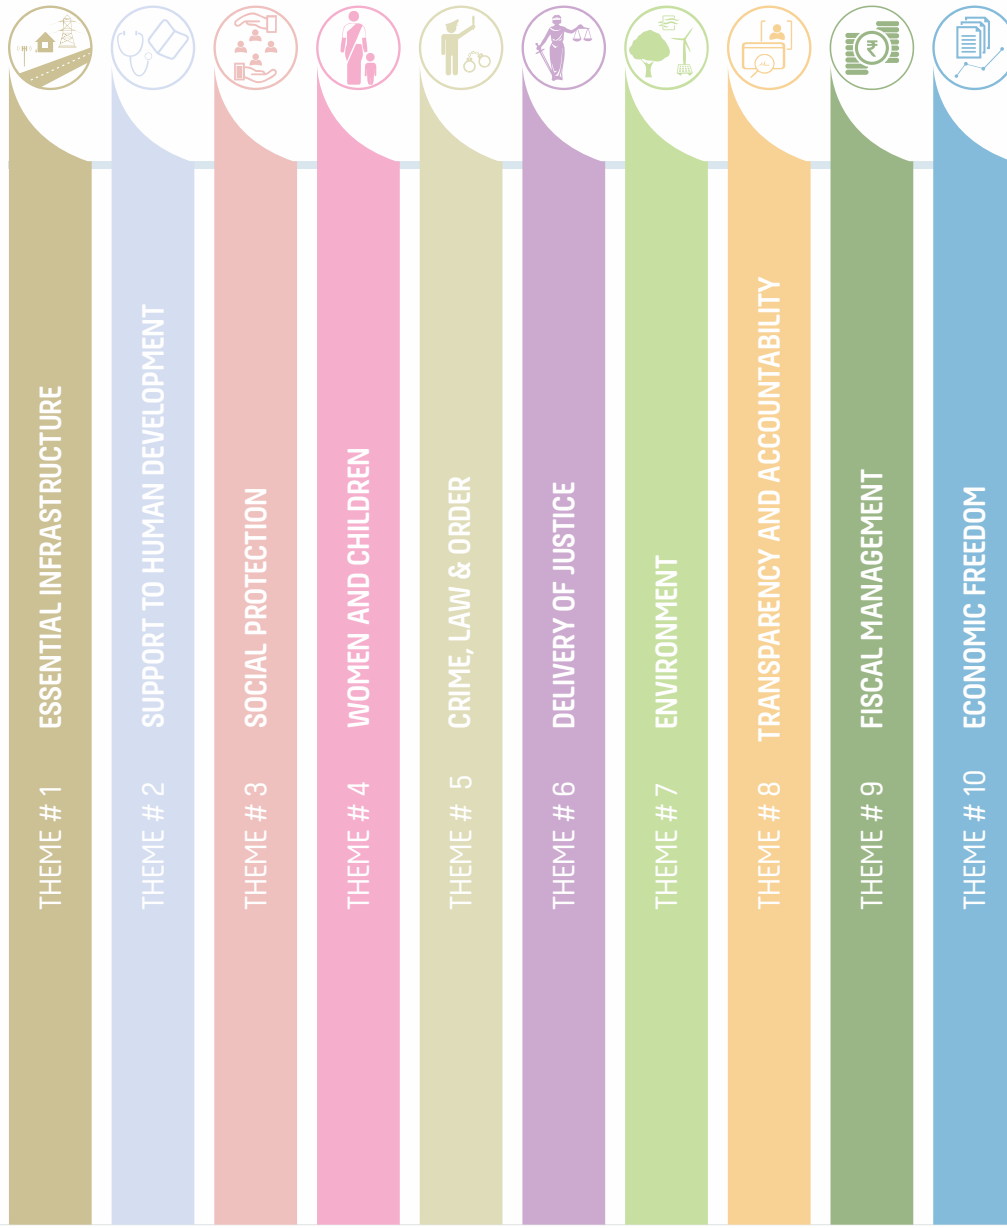 THEME # 1 ESSENTIAL INFRASTRUCTURE
THEME # 2 SUPPORT TO HUMAN DEVELOPMENT
THEME # 3 SOCIAL PROTECTION
THEME # 4 WOMEN AND CHILDREN
THEME # 5 CRIME, LAW & ORDER
THEME # 6 DELIVERY OF JUSTICE
THEME # 7 ENVIRONMENT
THEME # 8 TRANSPARENCY AND ACCOUNTABILITY
THEME # 9 FISCAL MANAGEMENT
THEME # 10 ECONOMIC FREEDOM
₹